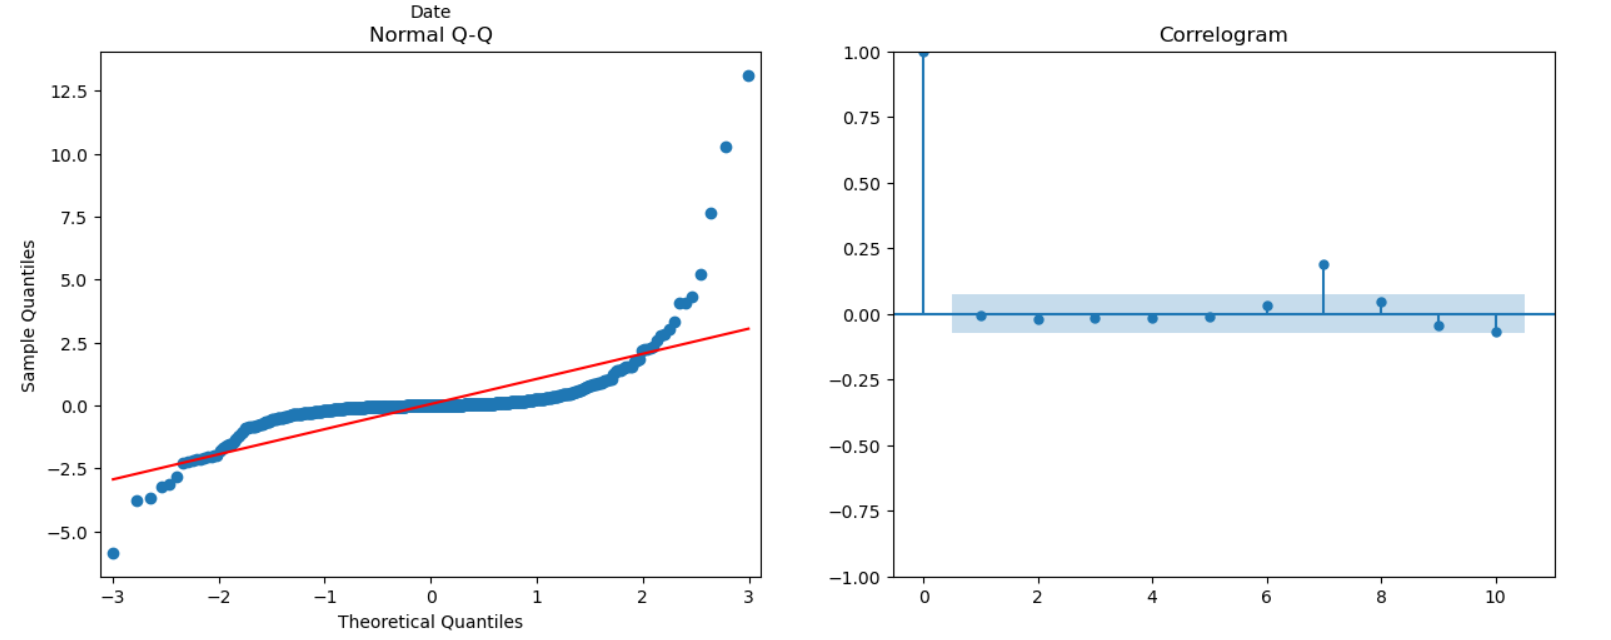 Date
Normal Q-Q
12.5
10.0
7.5
5.0
2.5
0.0
−2.5
−5.0
Sample Quantiles
−3 −2 −1 0 1 2 3
Theoretical Quantiles
Correlogram
1.00
0.75
0.50
0.25
0.00
−0.25
−0.50
−0.75
−1.00
0 2 4 6 8 10